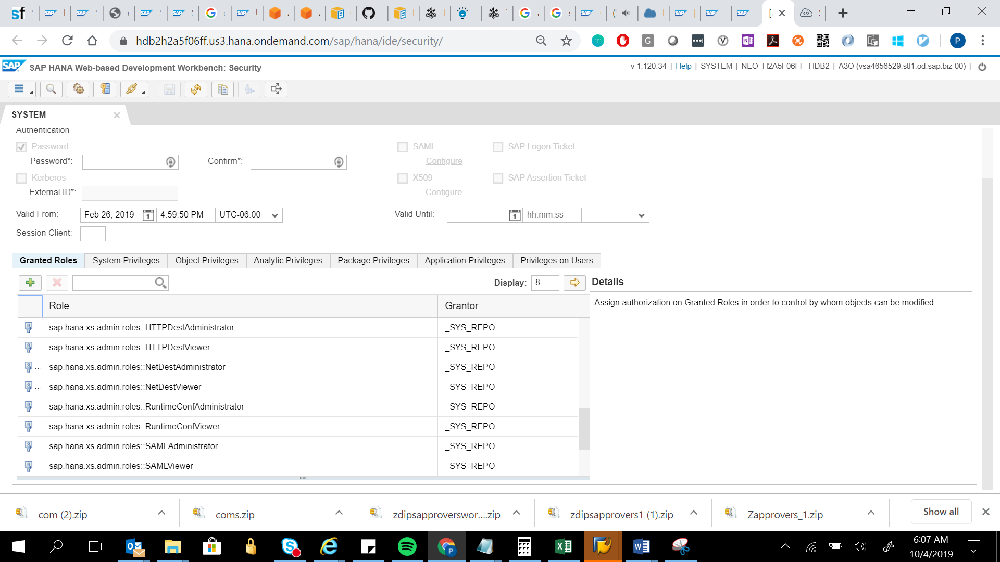 hdb2h2a5f06ff.us3.hana.ondemand.com/sap/hana/ide/security/
P
SAP SAP HANA Web-based Development Workbench: Security
v 1.120.34 | Help | SYSTEM | NEO_H2A5F06FF_HDB2 | A3O (vsa4656529.stl1.od.sap.biz 00) |
SYSTEM
Authentication
Password SAML SAP Logon Ticket
Password*: Confirm*: Configure
Kerberos X509 SAP Assertion Ticket
External ID*: Configure
Valid From: Feb 26, 2019 4:59:50 PM UTC-06:00 Valid Until: hh:mm:ss
Session Client:
Granted Roles System Privileges Object Privileges Analytic Privileges Package Privileges Application Privileges Privileges on Users
Display: 8 Details
Role Grantor
Assign authorization on Granted Roles in order to control by whom objects can be modified
sap.hana.xs.admin.roles::HTTPDestAdministrator _SYS_REPO
sap.hana.xs.admin.roles::HTTPDestViewer _SYS_REPO
sap.hana.xs.admin.roles::NetDestAdministrator _SYS_REPO
sap.hana.xs.admin.roles::NetDestViewer _SYS_REPO
sap.hana.xs.admin.roles::RuntimeConfAdministrator _SYS_REPO
sap.hana.xs.admin.roles::RuntimeConfViewer _SYS_REPO
sap.hana.xs.admin.roles::SAMLAdministrator _SYS_REPO
sap.hana.xs.admin.roles::SAMLViewer _SYS_REPO
com (2).zip coms.zip zdipsapproverswor....zip zdipsapprovers1 (1).zip Zapprovers_1.zip Show all
6:07 AM
10/4/2019